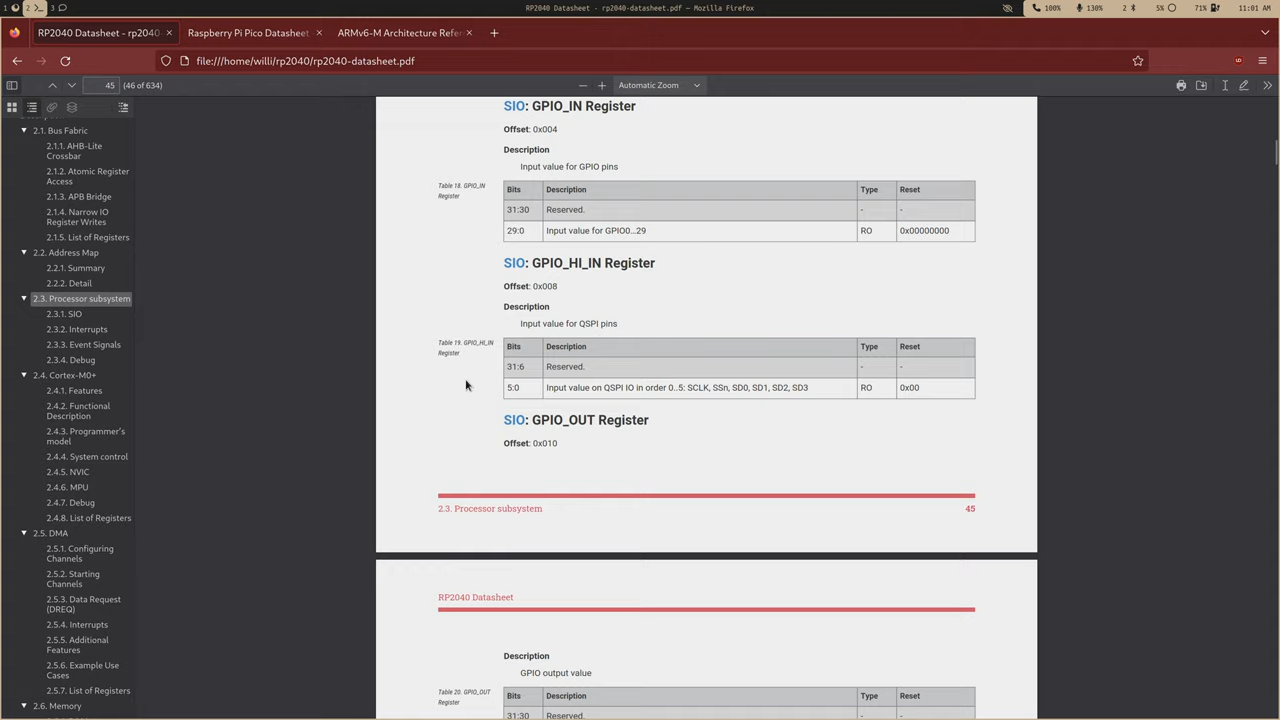 1 2 3
RP2040 Datasheet - rp2040-datasheet.pdf - Mozilla Firefox
100% 130% 2 5% 71% 11:01 AM
RP2040 Datasheet - rp2040- × Raspberry Pi Pico Datasheet × ARMv6-M Architecture Refer ×
file:///home/willi/rp2040/rp2040-datasheet.pdf
45 (46 of 634)
Automatic Zoom
2.1. Bus Fabric
2.1.1. AHB-Lite
Crossbar
2.1.2. Atomic Register
Access
2.1.3. APB Bridge
2.1.4. Narrow IO
Register Writes
2.1.5. List of Registers
2.2. Address Map
2.2.1. Summary
2.2.2. Detail
2.3. Processor subsystem
2.3.1. SIO
2.3.2. Interrupts
2.3.3. Event Signals
2.3.4. Debug
2.4. Cortex-M0+
2.4.1. Features
2.4.2. Functional
Description
2.4.3. Programmer's
model
2.4.4. System control
2.4.5. NVIC
2.4.6. MPU
2.4.7. Debug
2.4.8. List of Registers
2.5. DMA
2.5.1. Configuring
Channels
2.5.2. Starting
Channels
2.5.3. Data Request
(DREQ)
2.5.4. Interrupts
2.5.5. Additional
Features
2.5.6. Example Use
Cases
2.5.7. List of Registers
2.6. Memory
SIO: GPIO_IN Register
Offset: 0x004
Description
Input value for GPIO pins
Table 18. GPIO_IN
Register
Bits Description Type Reset
31:30 Reserved. - -
29:0 Input value for GPIO0...29 RO 0x00000000
SIO: GPIO_HI_IN Register
Offset: 0x008
Description
Input value for QSPI pins
Table 19. GPIO_HI_IN
Register
Bits Description Type Reset
31:6 Reserved. - -
5:0 Input value on QSPI IO in order 0..5: SCLK, SSn, SD0, SD1, SD2, SD3 RO 0x00
SIO: GPIO_OUT Register
Offset: 0x010
2.3. Processor subsystem 45
RP2040 Datasheet
Description
GPIO output value
Table 20. GPIO_OUT
Register
Bits Description Type Reset
31:30 Reserved. - -